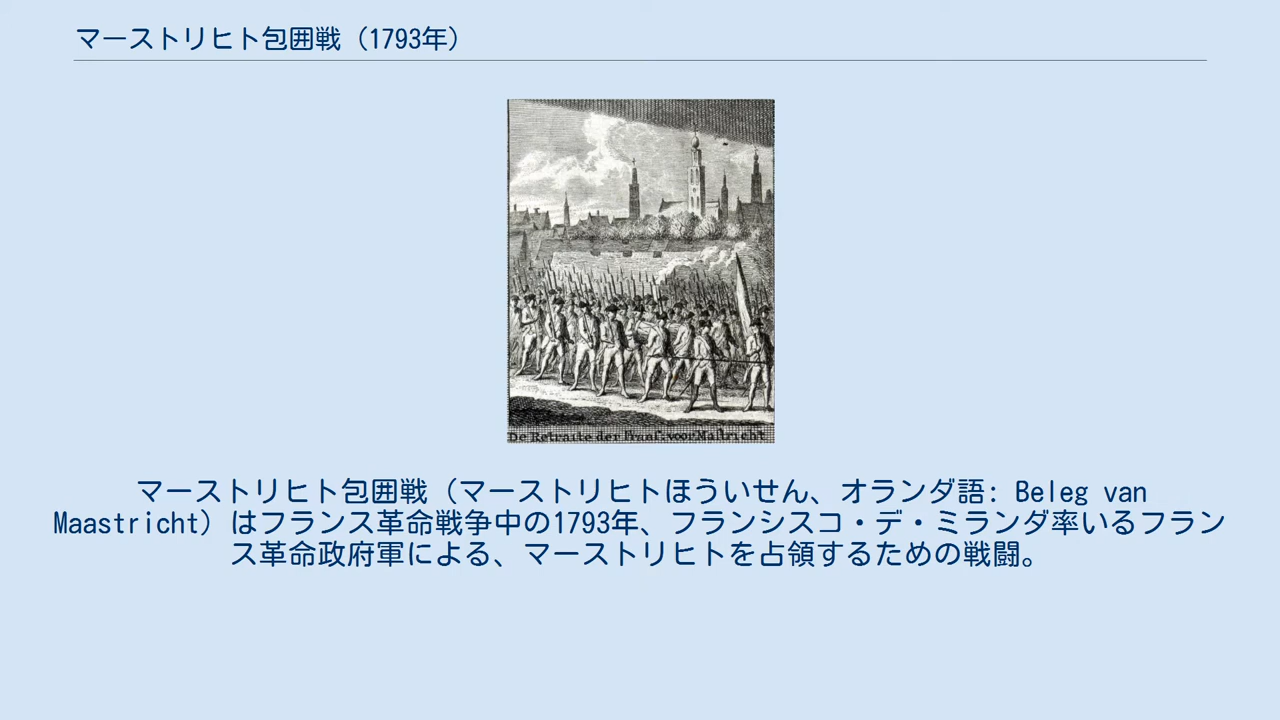 マーストリヒト包囲戦（1793年）
De Retraite der Franſ. voor Maſtricht
マーストリヒト包囲戦（マーストリヒトほういせん、オランダ語: Beleg van
Maastricht）はフランス革命戦争中の1793年、フランシスコ・デ・ミランダ率いるフラン
ス革命政府軍による、マーストリヒトを占領するための戦闘。